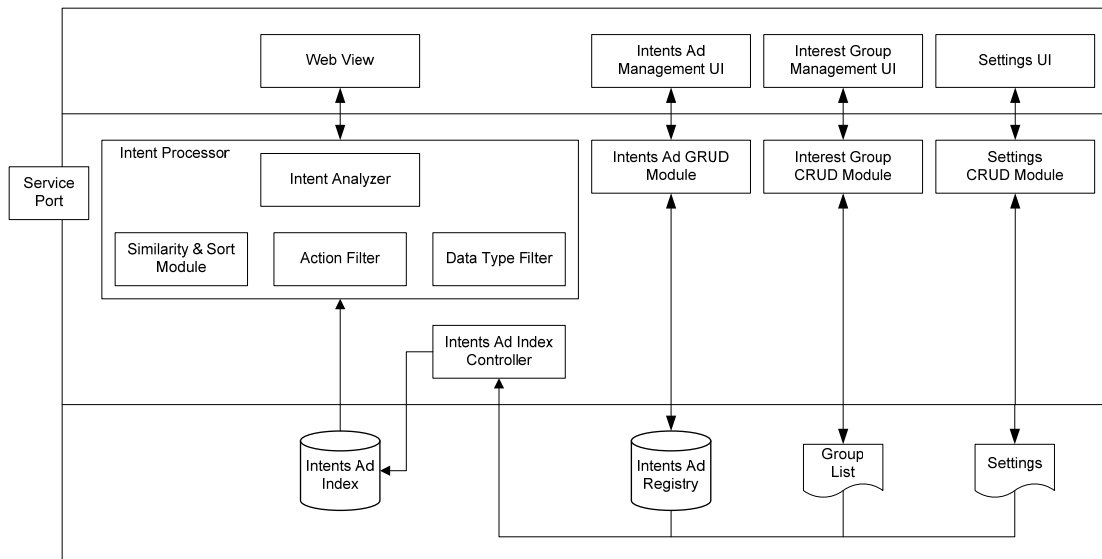 Web View
Intents Ad
Management UI
Interest Group
Management UI
Settings UI
Intent Processor
Intent Analyzer
Similarity & Sort
Module
Action Filter
Data Type Filter
Service
Port
Intents Ad GRUD
Module
Interest Group
CRUD Module
Settings
CRUD Module
Intents Ad Index
Controller
Intents Ad
Index
Intents Ad
Registry
Group
List
Settings